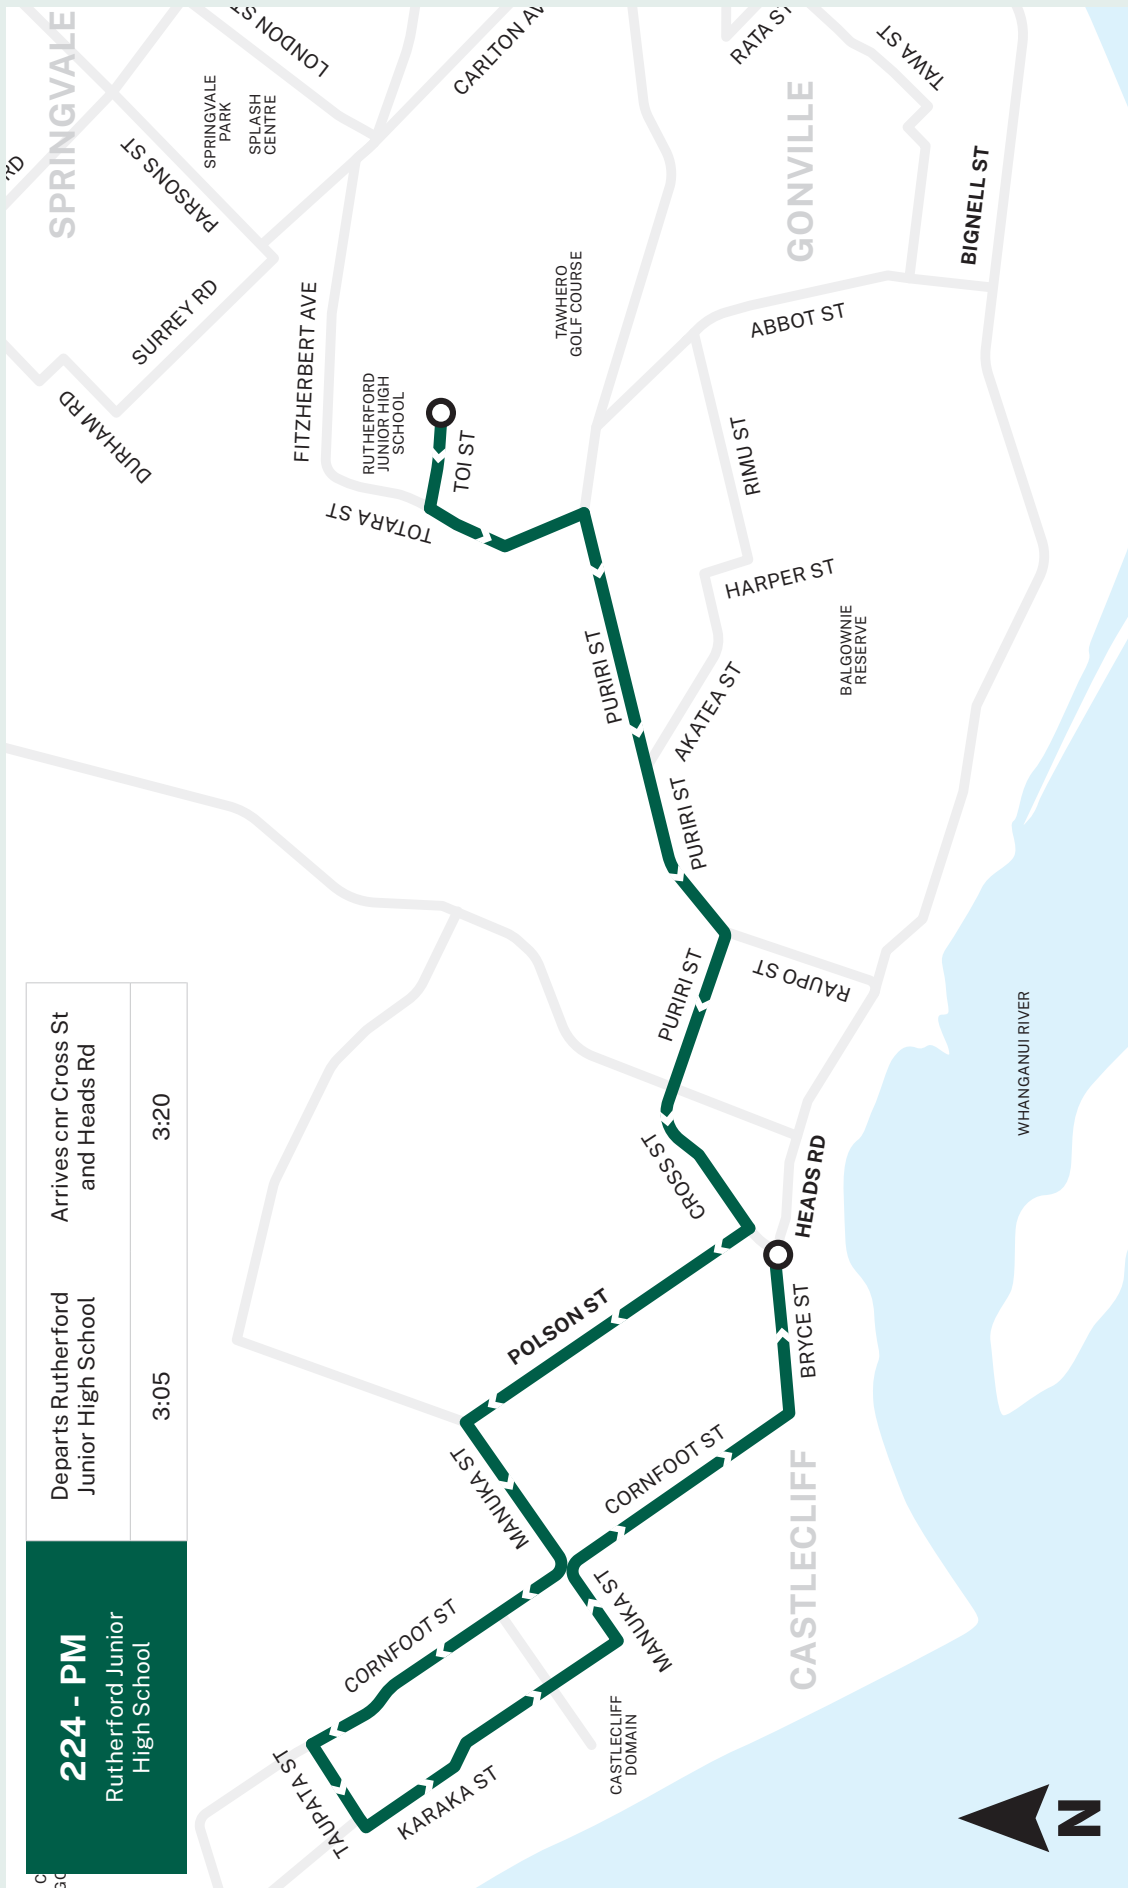 224 - PM
Rutherford Junior
High School
Departs Rutherford
Junior High School
Arrives cnr Cross St
and Heads Rd
3:05
3:20
SPRINGVALE
RD
LONDON ST
SPRINGVALE
PARK
SPLASH
CENTRE
PARSONS ST
SURREY RD
DURHAM RD
CARLTON AV
RATA ST
TAWA ST
GONVILLE
BIGNELL ST
FITZHERBERT AVE
TAWHERO
GOLF COURSE
ABBOT ST
RUTHERFORD
JUNIOR HIGH
SCHOOL
TOI ST
TOTARA ST
RIMU ST
HARPER ST
BALGOWNIE
RESERVE
PURIRI ST
AKATEA ST
PURIRI ST
PURIRI ST
RAUPO ST
CROSS ST
HEADS RD
WHANGANUI RIVER
POLSON ST
BRYCE ST
MANUKA ST
CORNFOOT ST
CASTLECLIFF
MANUKA ST
CORNFOOT ST
TAUPATA ST
KARAKA ST
CASTLECLIFF
DOMAIN
N